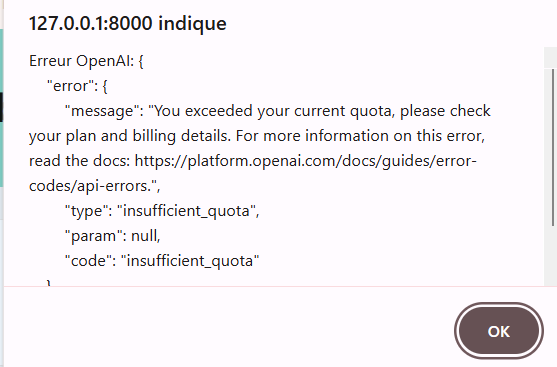 127.0.0.1:8000 indique
Erreur OpenAI: {
"error": {
"message": "You exceeded your current quota, please check
your plan and billing details. For more information on this error,
read the docs: https://platform.openai.com/docs/guides/error-
codes/api-errors.",
"type": "insufficient_quota",
"param": null,
"code": "insufficient_quota"
}
OK